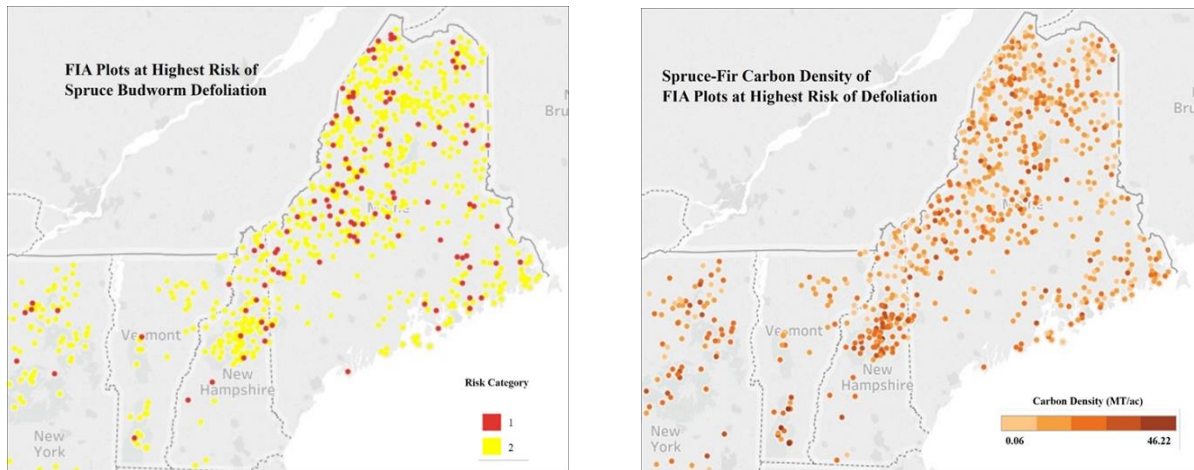 FIA Plots at Highest Risk of
Spruce Budworm Defoliation
Bru
Vermont
New
Hampshire
New
York
Risk Category
1
2
Spruce-Fir Carbon Density of
FIA Plots at Highest Risk of Defoliation
Bru
Vermont
New
Hampshire
New
York
Carbon Density (MT/ac)
0.06
46.22